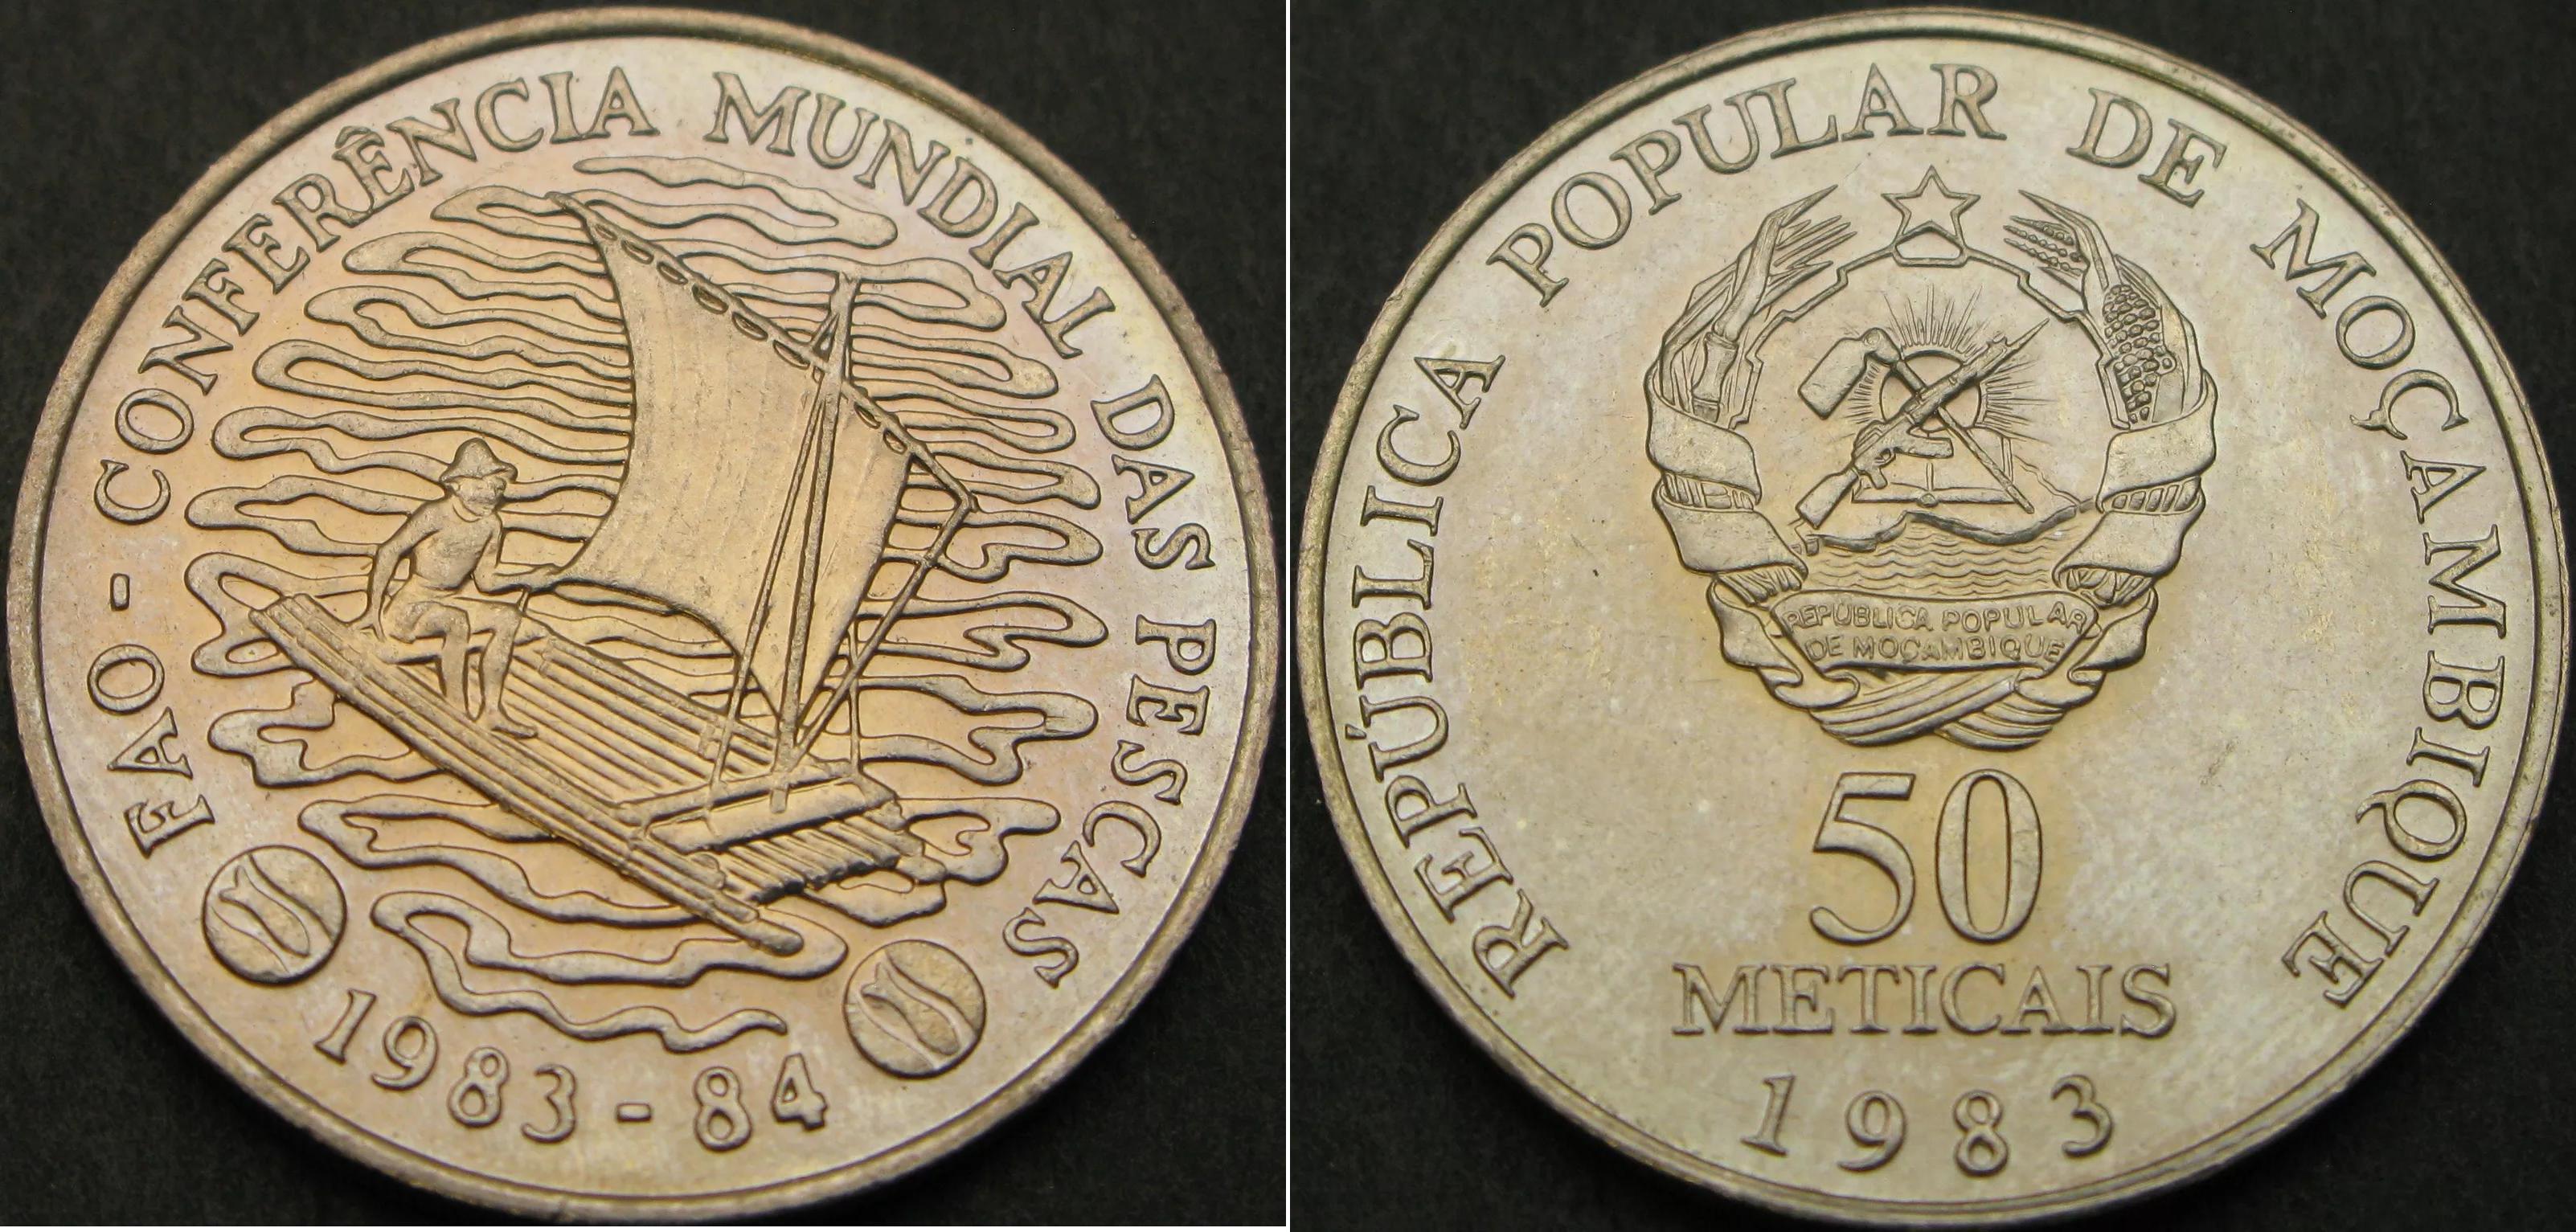 FAO - CONFERÊNCIA MUNDIAL DAS PESCAS
1983 - 84
REPÚBLICA POPULAR DE MOÇAMBIQUE
REPÚBLICA POPULAR
DE MOÇAMBIQUE
50
METICAIS
1983